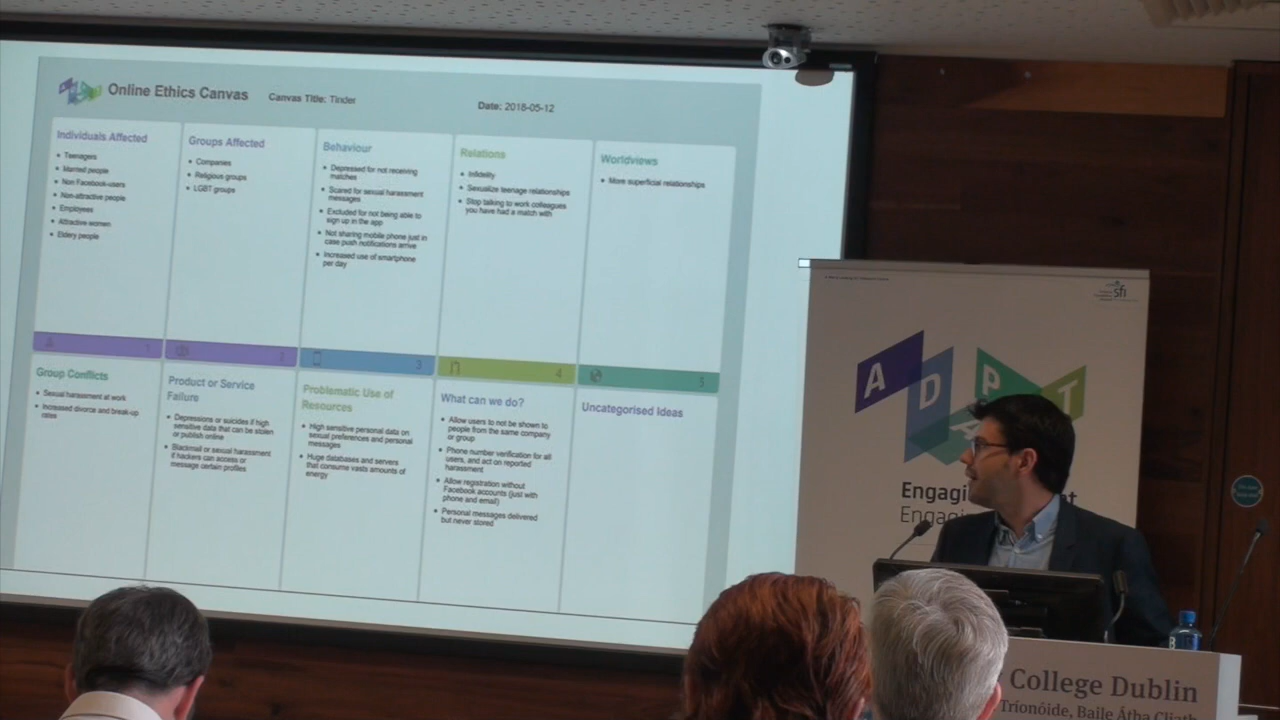 Online Ethics Canvas
Canvas Title: Tinder
Date: 2018-05-12
Individuals Affected
Teenagers
Married people
Non Facebook-users
Non-attractive people
Employees
Attractive women
Eldery people
1
Groups Affected
Companies
Religious groups
LGBT groups
2
Behaviour
Depressed for not receiving
matches
Scared for sexual harassment
messages
Excluded for not being able to
sign up in the app
Not sharing mobile phone just in
case push notifications arrive
Increased use of smartphone
per day
3
Relations
Infidelity
Sexualize teenage relationships
Stop talking to work colleagues
you have had a match with
4
Worldviews
More superficial relationships
5
Group Conflicts
Sexual harassment at work
Increased divorce and break-up
rates
Product or Service
Failure
Depressions or suicides if high
sensitive data that can be stolen
or publish online
Blackmail or sexual harassment
if hackers can access or
message certain profiles
Problematic Use of
Resources
High sensitive personal data on
sexual preferences and personal
messages
Huge databases and servers
that consume vasts amounts of
energy
What can we do?
Allow users to not be shown to
people from the same company
or group
Phone number verification for all
users, and act on reported
harassment
Allow registration without
Facebook accounts (just with
phone and email)
Personal messages delivered
but never stored
Uncategorised Ideas
sfi
A D A P T
College Dublin
Tríonóide, Baile Átha